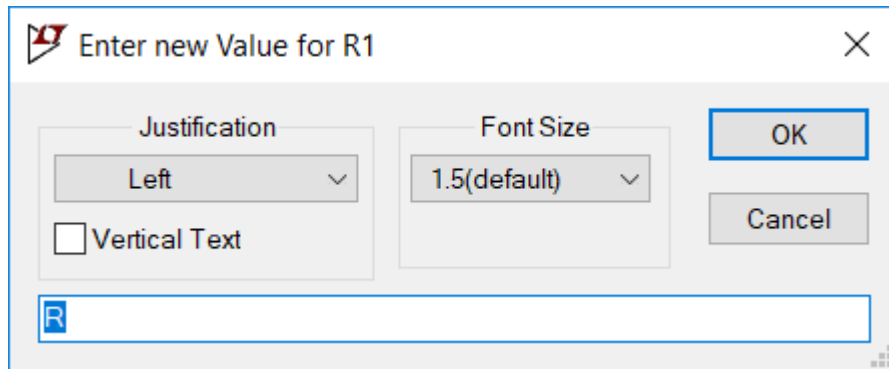 Enter new Value for R1
Justification
Font Size
OK
Left
1.5(default)
Vertical Text
Cancel
R